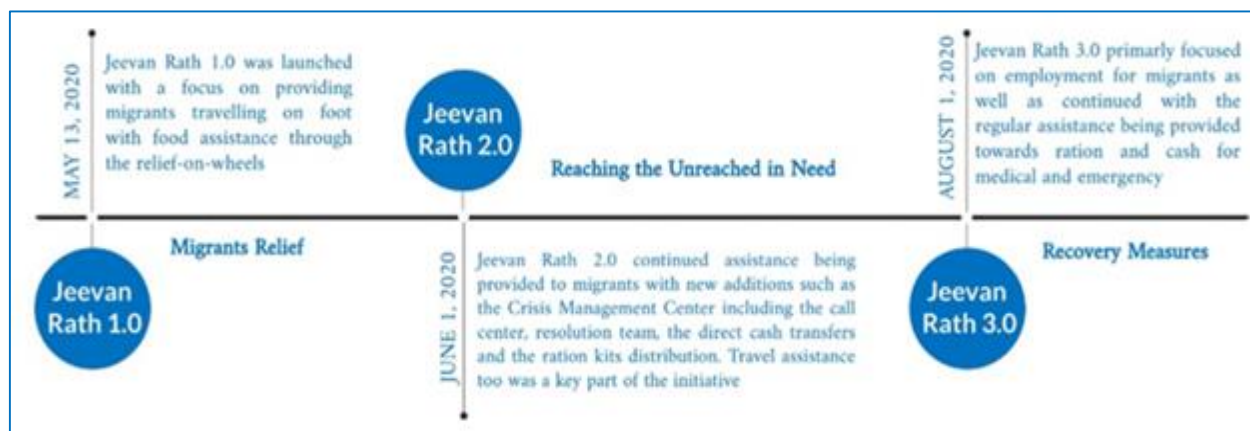 MAY 13, 2020
Jeevan Rath 1.0 was launched
with a focus on providing
migrants travelling on foot
with food assistance through
the relief-on-wheels
Migrants Relief
Jeevan
Rath 1.0
Jeevan
Rath 2.0
Reaching the Unreached in Need
JUNE 1, 2020
Jeevan Rath 2.0 continued assistance being
provided to migrants with new additions such as
the Crisis Management Center including the call
center, resolution team, the direct cash transfers
and the ration kits distribution. Travel assistance
too was a key part of the initiative
AUGUST 1, 2020
Jeevan Rath 3.0 primarly focused
on employment for migrants as
well as continued with the
regular assistance being provided
towards ration and cash for
medical and emergency
Recovery Measures
Jeevan
Rath 3.0